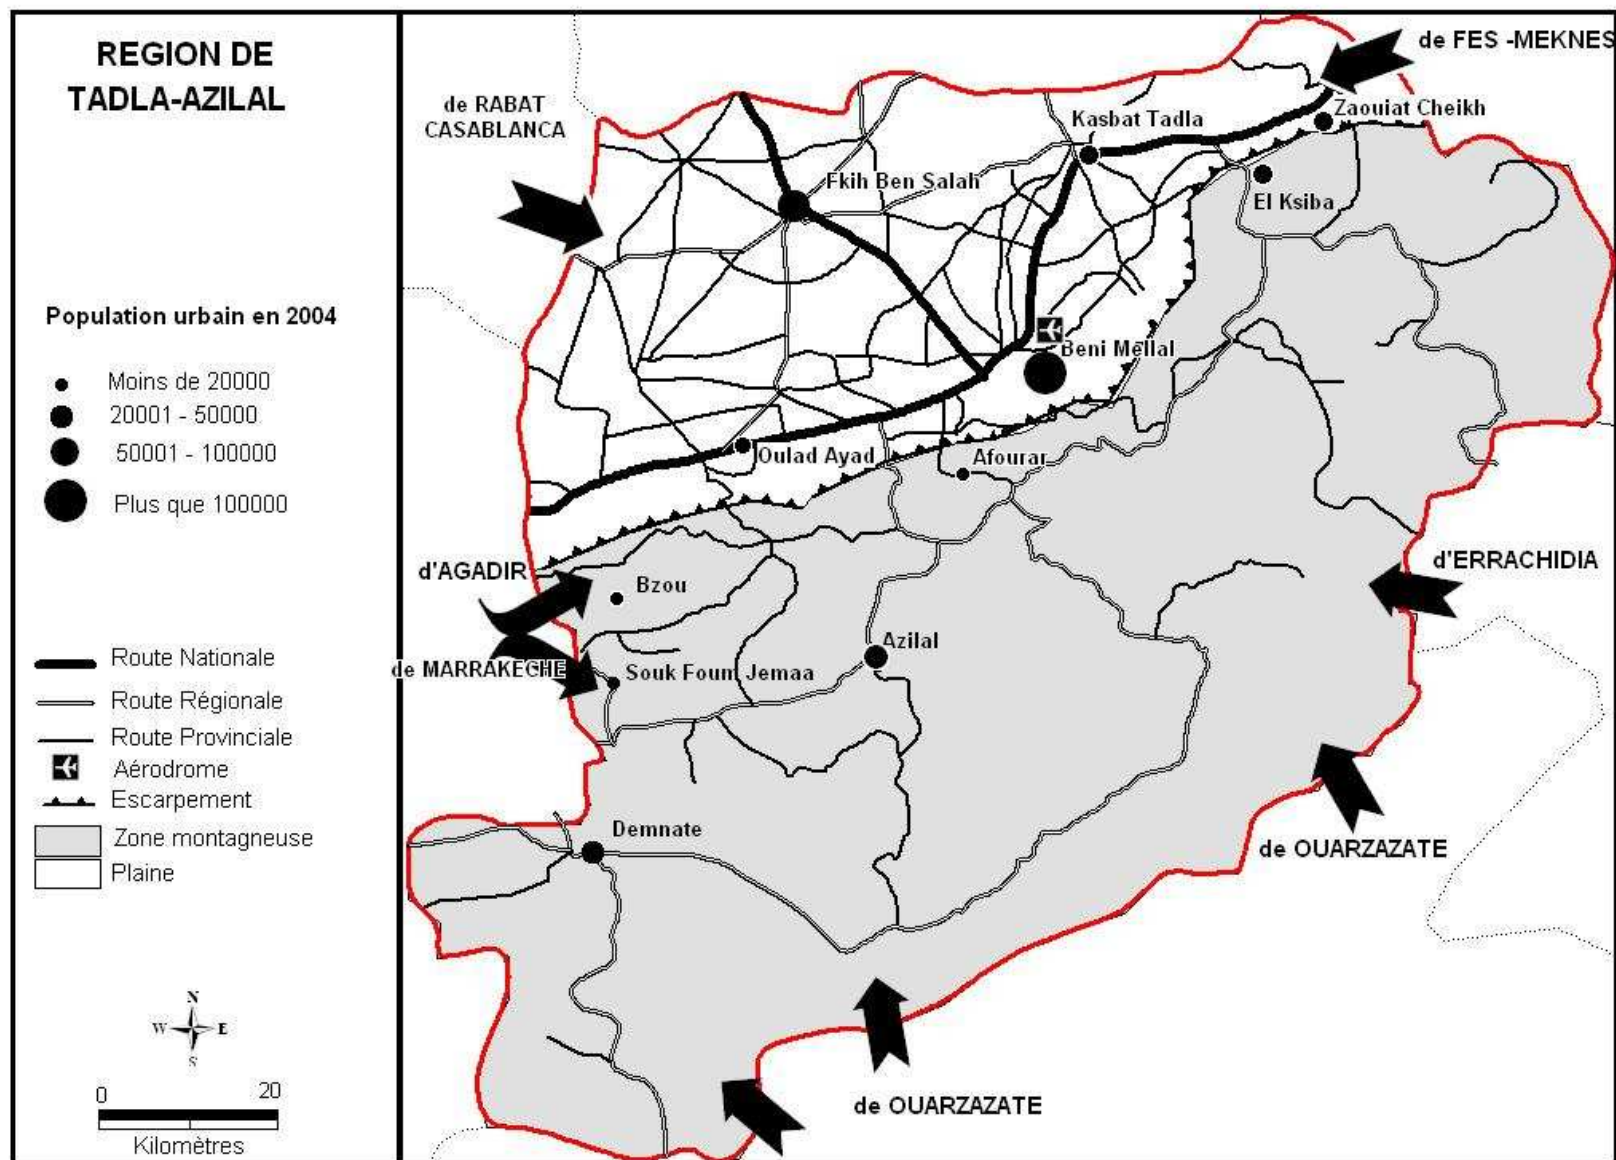 REGION DE
TADLA-AZILAL
Population urbain en 2004
Moins de 20000
20001 - 50000
50001 - 100000
Plus que 100000
Route Nationale
Route Régionale
Route Provinciale
Aérodrome
Escarpement
Zone montagneuse
Plaine
N
W E
S
0 20
Kilomètres
de FES -MEKNES
de RABAT
CASABLANCA
Kasbat Tadla
Zaouiat Cheikh
Fkih Ben Salah
El Ksiba
Beni Mellal
Oulad Ayad
Afourar
d'AGADIR
Bzou
d'ERRACHIDIA
Azilal
de MARRAKECHE
Souk Foum Jemaa
Demnate
de OUARZAZATE
de OUARZAZATE